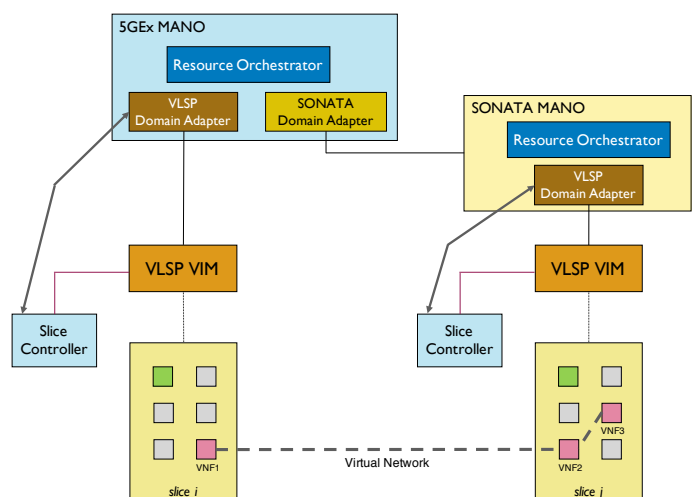 5GEx MANO
Resource Orchestrator
VLSP
Domain Adapter
SONATA
Domain Adapter
SONATA MANO
Resource Orchestrator
VLSP
Domain Adapter
VLSP VIM
VLSP VIM
Slice
Controller
Slice
Controller
VNF3
VNF1
Virtual Network
VNF2
slice i
slice j